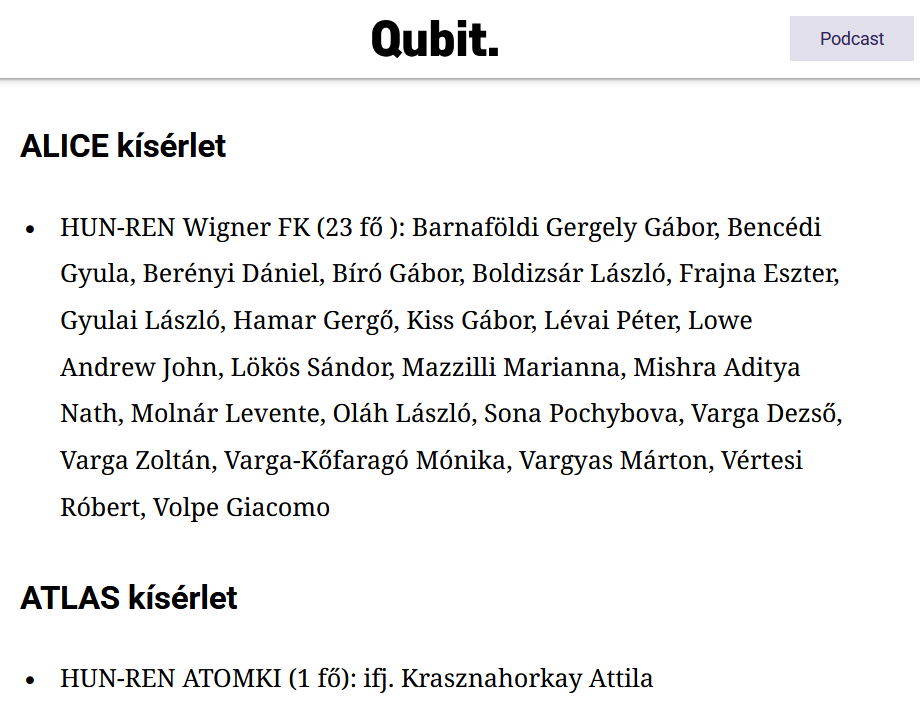 Qubit.
Podcast
ALICE kísérlet
• HUN-REN Wigner FK (23 fő ): Barnaföldi Gergely Gábor, Bencédi
Gyula, Berényi Dániel, Bíró Gábor, Boldizsár László, Frajna Eszter,
Gyulai László, Hamar Gergő, Kiss Gábor, Lévai Péter, Lowe
Andrew John, Lökös Sándor, Mazzilli Marianna, Mishra Aditya
Nath, Molnár Levente, Oláh László, Sona Pochybova, Varga Dezső,
Varga Zoltán, Varga-Kőfaragó Mónika, Vargyas Márton, Vértesi
Róbert, Volpe Giacomo
ATLAS kísérlet
• HUN-REN ATOMKI (1 fő): ifj. Krasznahorkay Attila